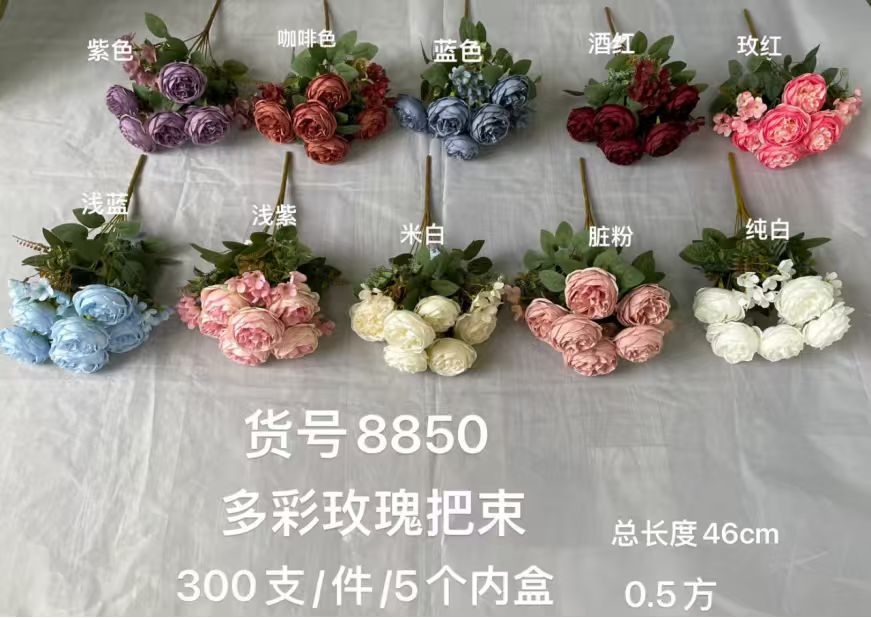 紫色
咖啡色
蓝色
酒红
玫红
浅蓝
浅紫
米白
脏粉
纯白
货号8850
多彩玫瑰把束
总长度46cm
300支/件/5个内盒
0.5方